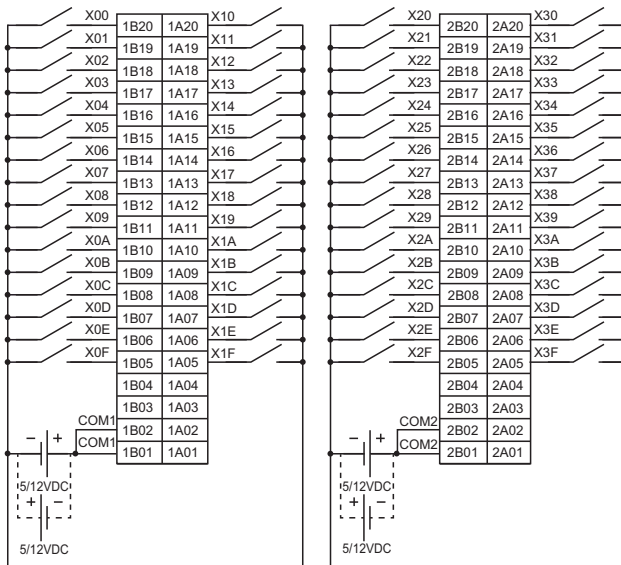 X00 1B20 1A20 X10 X20 2B20 2A20 X30
X01 1B19 1A19 X11 X21 2B19 2A19 X31
X02 1B18 1A18 X12 X22 2B18 2A18 X32
X03 1B17 1A17 X13 X23 2B17 2A17 X33
X04 1B16 1A16 X14 X24 2B16 2A16 X34
X05 1B15 1A15 X15 X25 2B15 2A15 X35
X06 1B14 1A14 X16 X26 2B14 2A14 X36
X07 1B13 1A13 X17 X27 2B13 2A13 X37
X08 1B12 1A12 X18 X28 2B12 2A12 X38
X09 1B11 1A11 X19 X29 2B11 2A11 X39
X0A 1B10 1A10 X1A X2A 2B10 2A10 X3A
X0B 1B09 1A09 X1B X2B 2B09 2A09 X3B
X0C 1B08 1A08 X1C X2C 2B08 2A08 X3C
X0D 1B07 1A07 X1D X2D 2B07 2A07 X3D
X0E 1B06 1A06 X1E X2E 2B06 2A06 X3E
X0F 1B05 1A05 X1F X2F 2B05 2A05 X3F
1B04 1A04 2B04 2A04
1B03 1A03 2B03 2A03
COM1 1B02 1A02 COM2 2B02 2A02
− + COM1 1B01 1A01 − + COM2 2B01 2A01
5/12VDC 5/12VDC
+ − + −
5/12VDC 5/12VDC